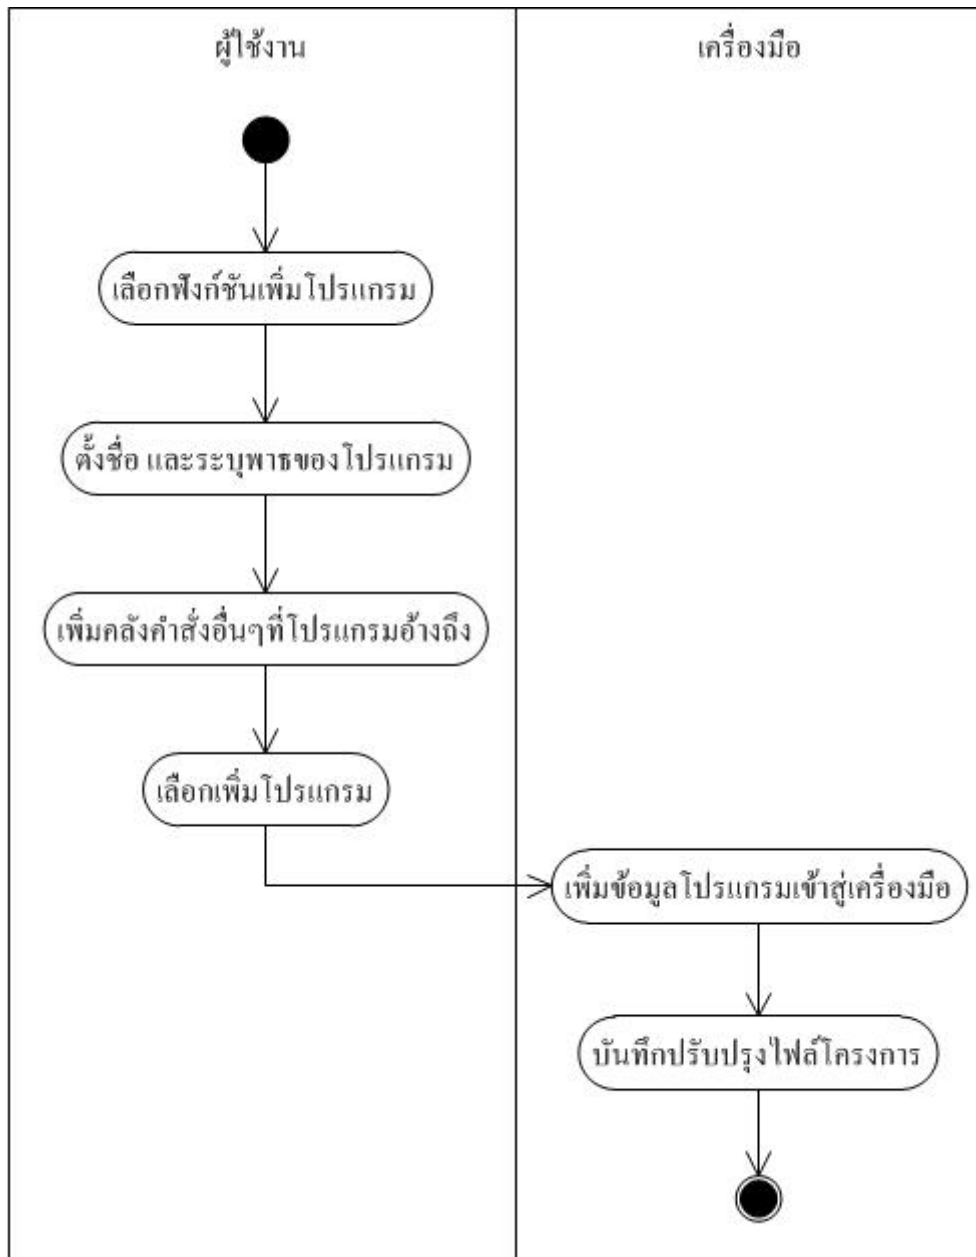 ผู้ใช้งาน
เครื่องมือ
เลือกฟังก์ชันเพิ่มโปรแกรม
ตั้งชื่อ และระบุพาธของโปรแกรม
เพิ่มคลังคำสั่งอื่นๆที่โปรแกรมอ้างถึง
เลือกเพิ่มโปรแกรม
เพิ่มข้อมูลโปรแกรมเข้าสู่เครื่องมือ
บันทึกปรับปรุงไฟล์โครงการ